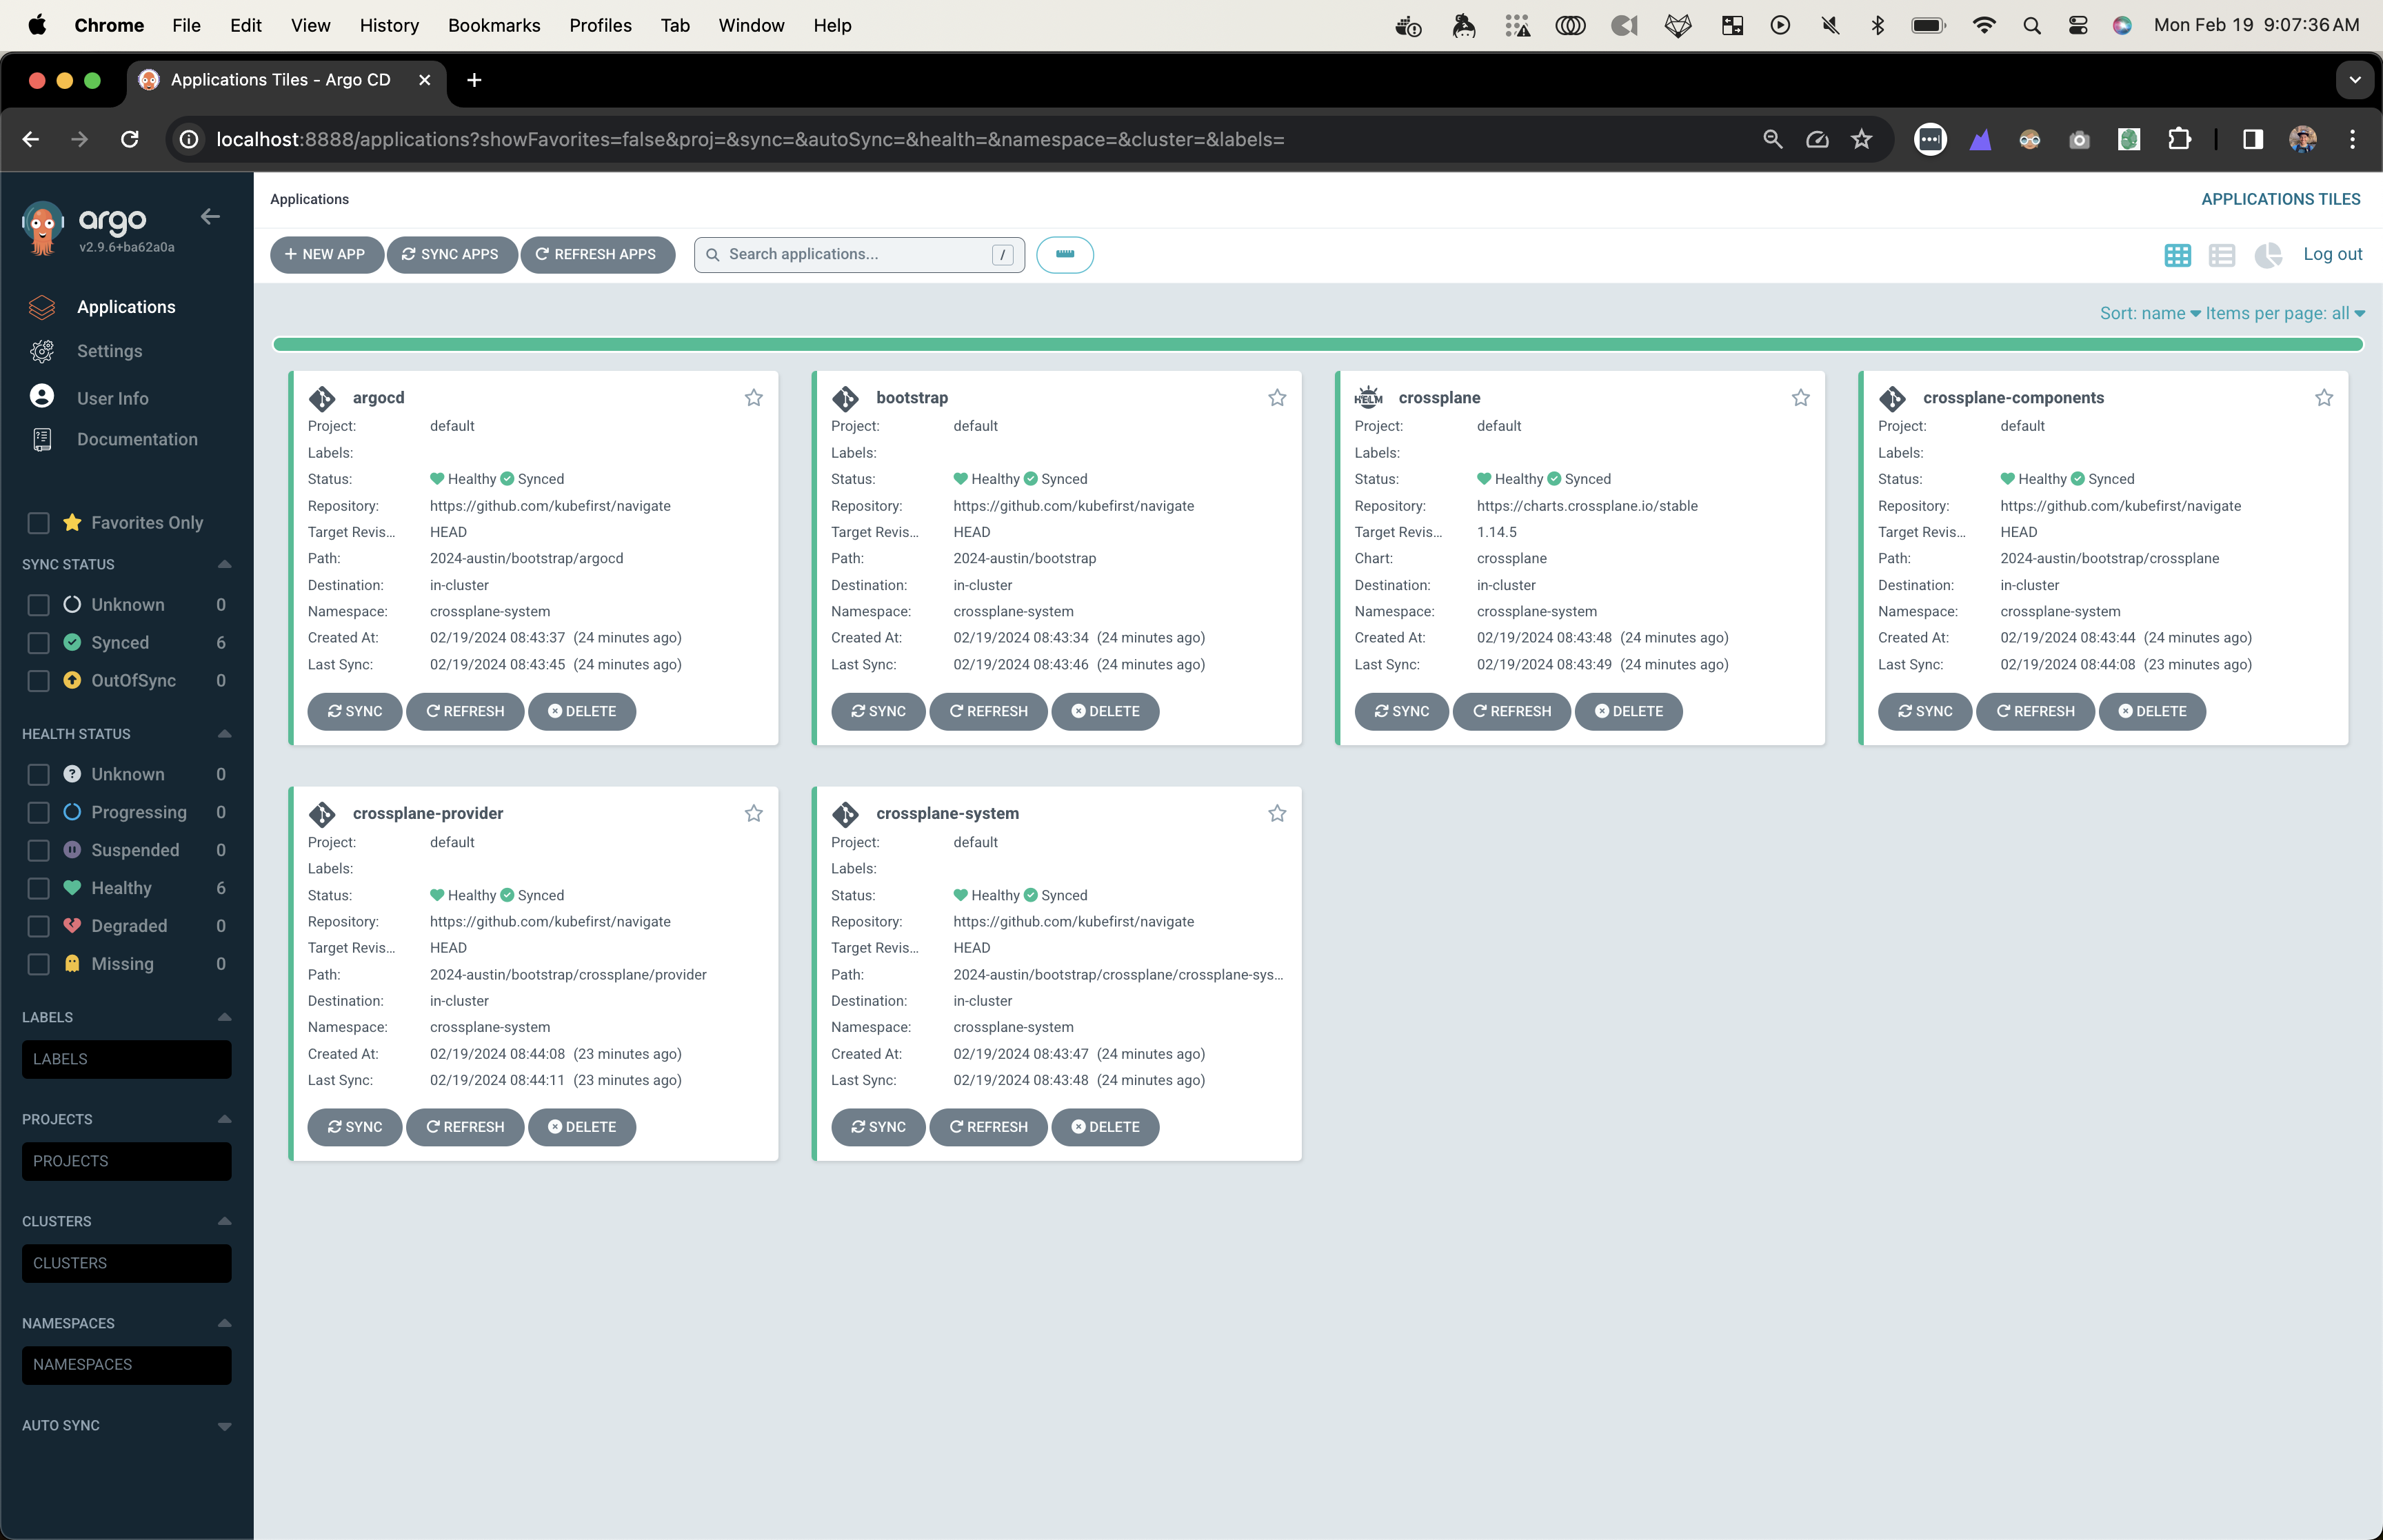 Chrome File Edit View History Bookmarks Profiles Tab Window Help Mon Feb 19 9:07:36 AM
Applications Tiles - Argo CD
localhost:8888/applications?showFavorites=false&proj=&sync=&autoSync=&health=&namespace=&cluster=&labels=
argo
v2.9.6+ba62a0a
Applications
Settings
User Info
Documentation
Favorites Only
SYNC STATUS
Unknown 0
Synced 6
OutOfSync 0
HEALTH STATUS
Unknown 0
Progressing 0
Suspended 0
Healthy 6
Degraded 0
Missing 0
LABELS
LABELS
PROJECTS
PROJECTS
CLUSTERS
CLUSTERS
NAMESPACES
NAMESPACES
AUTO SYNC
Applications APPLICATIONS TILES
+ NEW APP SYNC APPS REFRESH APPS Search applications... / Log out
Sort: name Items per page: all
argocd
Project: default
Labels:
Status: Healthy Synced
Repository: https://github.com/kubefirst/navigate
Target Revis... HEAD
Path: 2024-austin/bootstrap/argocd
Destination: in-cluster
Namespace: crossplane-system
Created At: 02/19/2024 08:43:37 (24 minutes ago)
Last Sync: 02/19/2024 08:43:45 (24 minutes ago)
SYNC REFRESH DELETE
bootstrap
Project: default
Labels:
Status: Healthy Synced
Repository: https://github.com/kubefirst/navigate
Target Revis... HEAD
Path: 2024-austin/bootstrap
Destination: in-cluster
Namespace: crossplane-system
Created At: 02/19/2024 08:43:34 (24 minutes ago)
Last Sync: 02/19/2024 08:43:46 (24 minutes ago)
SYNC REFRESH DELETE
HELM crossplane
Project: default
Labels:
Status: Healthy Synced
Repository: https://charts.crossplane.io/stable
Target Revis... 1.14.5
Chart: crossplane
Destination: in-cluster
Namespace: crossplane-system
Created At: 02/19/2024 08:43:48 (24 minutes ago)
Last Sync: 02/19/2024 08:43:49 (24 minutes ago)
SYNC REFRESH DELETE
crossplane-components
Project: default
Labels:
Status: Healthy Synced
Repository: https://github.com/kubefirst/navigate
Target Revis... HEAD
Path: 2024-austin/bootstrap/crossplane
Destination: in-cluster
Namespace: crossplane-system
Created At: 02/19/2024 08:43:44 (24 minutes ago)
Last Sync: 02/19/2024 08:44:08 (23 minutes ago)
SYNC REFRESH DELETE
crossplane-provider
Project: default
Labels:
Status: Healthy Synced
Repository: https://github.com/kubefirst/navigate
Target Revis... HEAD
Path: 2024-austin/bootstrap/crossplane/provider
Destination: in-cluster
Namespace: crossplane-system
Created At: 02/19/2024 08:44:08 (23 minutes ago)
Last Sync: 02/19/2024 08:44:11 (23 minutes ago)
SYNC REFRESH DELETE
crossplane-system
Project: default
Labels:
Status: Healthy Synced
Repository: https://github.com/kubefirst/navigate
Target Revis... HEAD
Path: 2024-austin/bootstrap/crossplane/crossplane-sys...
Destination: in-cluster
Namespace: crossplane-system
Created At: 02/19/2024 08:43:47 (24 minutes ago)
Last Sync: 02/19/2024 08:43:48 (24 minutes ago)
SYNC REFRESH DELETE